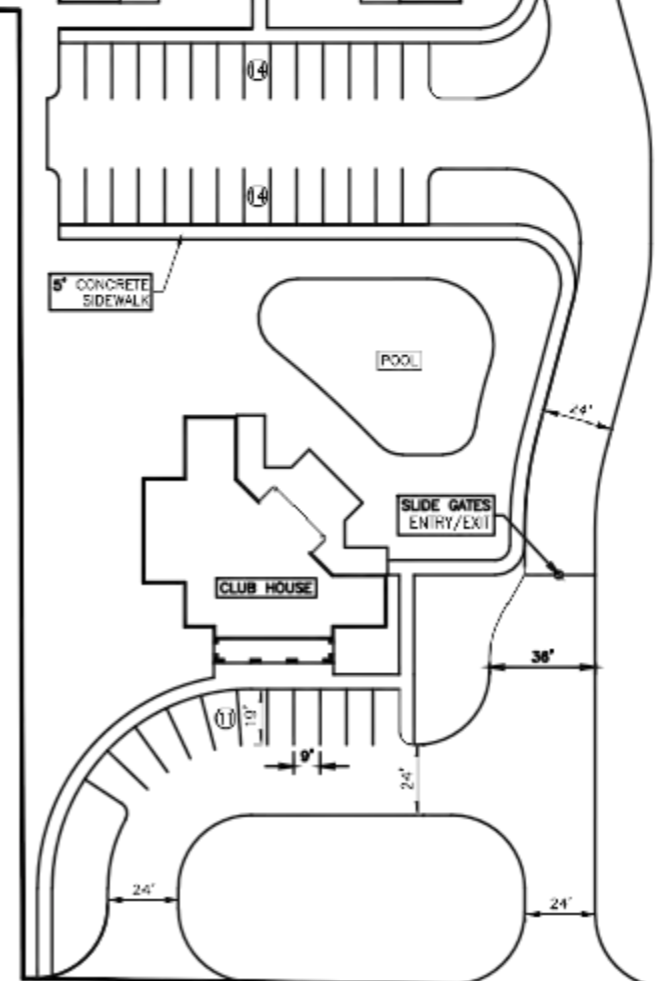 14
14
5' CONCRETE
SIDEWALK
POOL
24'
SLIDE GATES
ENTRY/EXIT
CLUB HOUSE
36'
11
19'
9'
24'
24'
24'